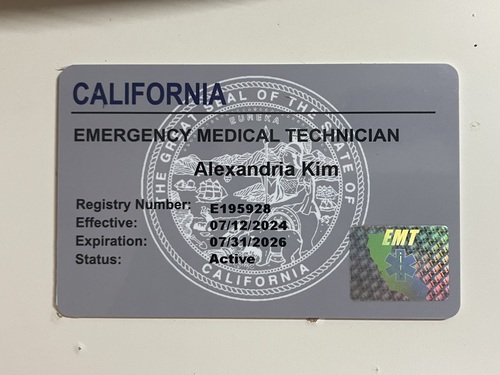 CALIFORNIA
EMERGENCY MEDICAL TECHNICIAN
Alexandria Kim
Registry Number: E195928
Effective: 07/12/2024
Expiration: 07/31/2026
Status: Active
THE GREAT SEAL OF THE STATE OF CALIFORNIA
EUREKA
EMT